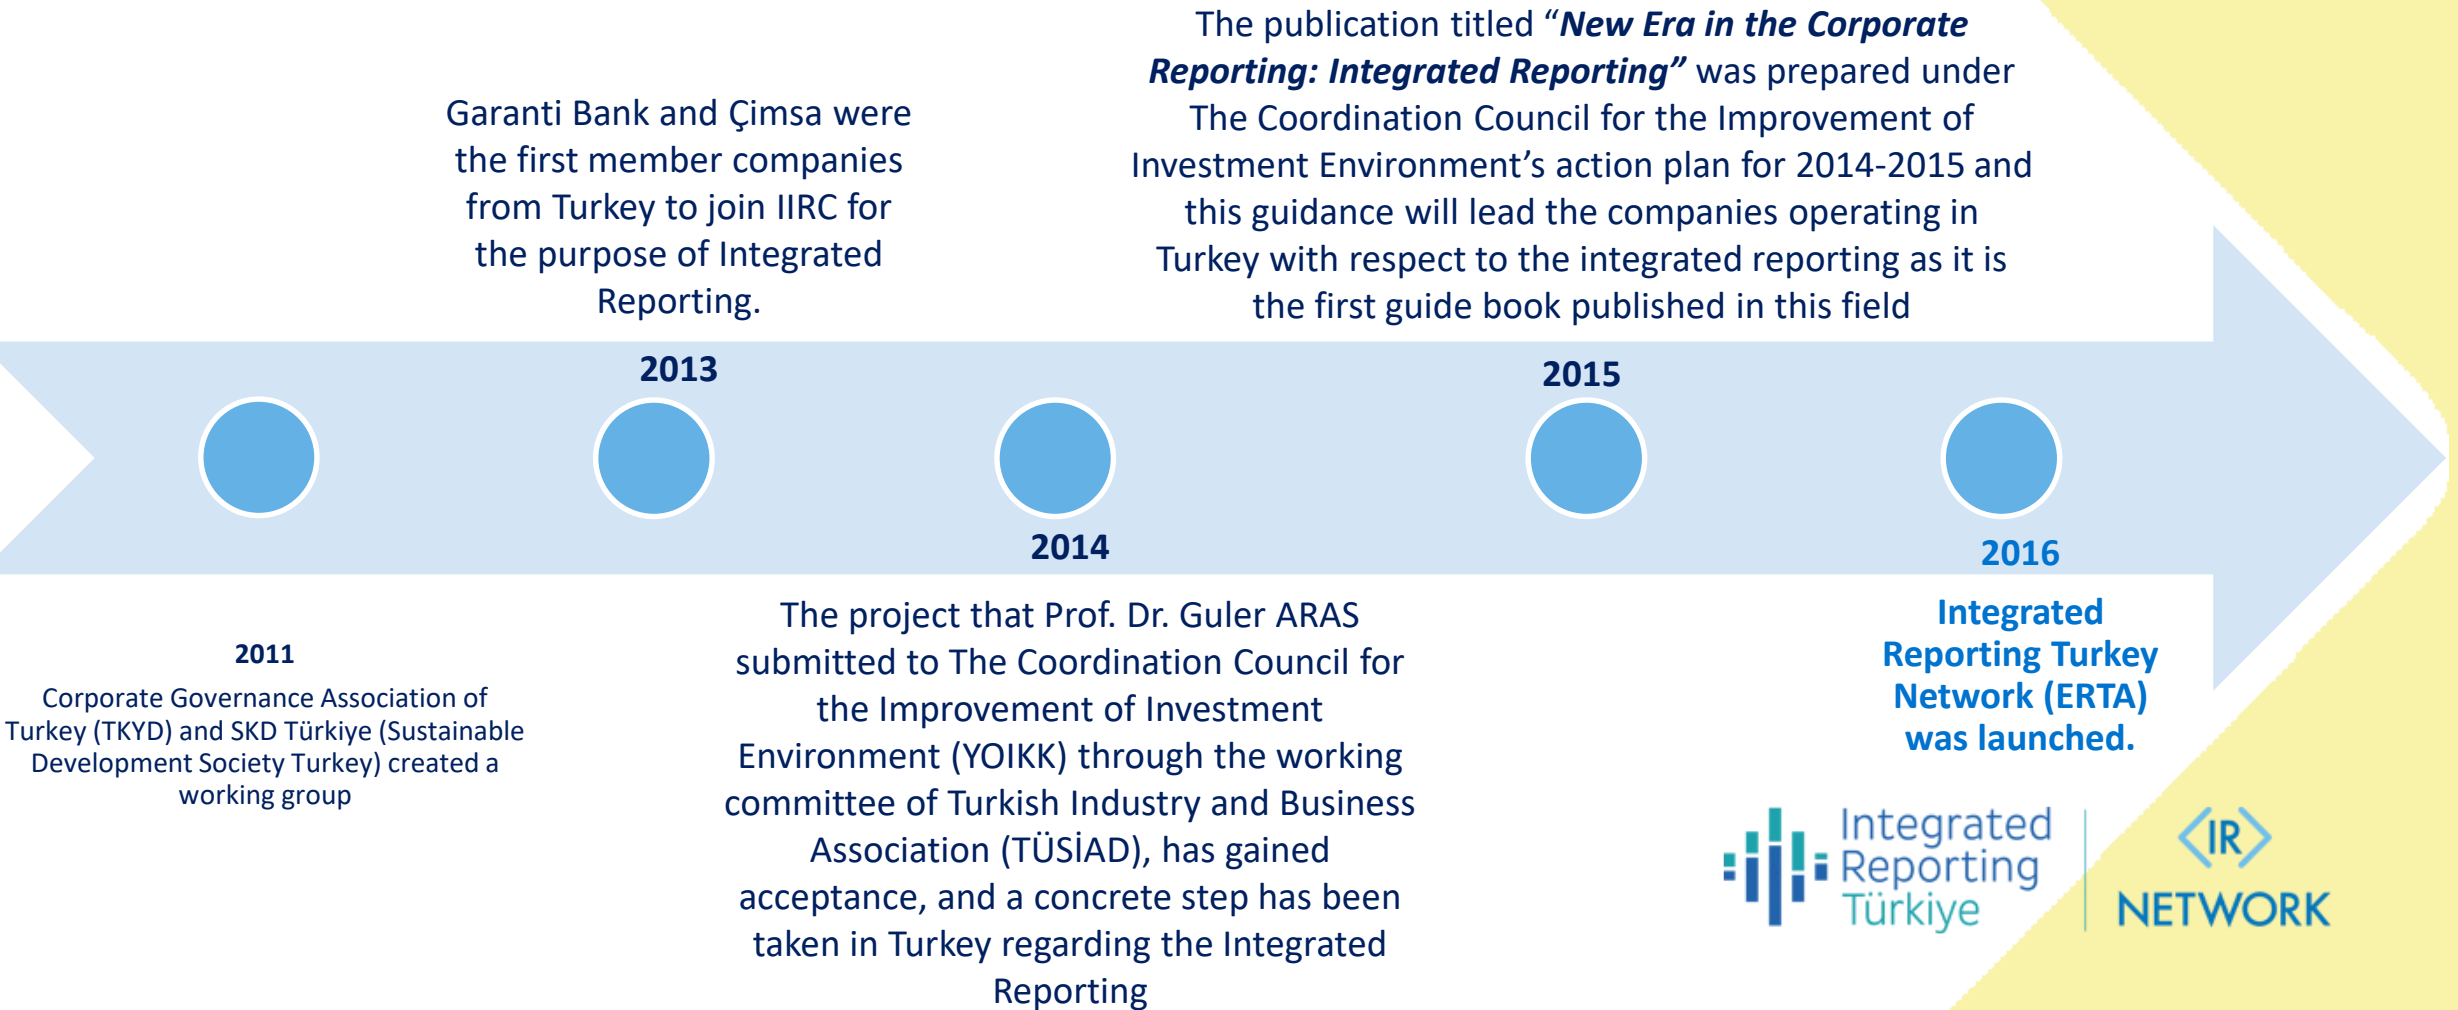 2011
Corporate Governance Association of
Turkey (TKYD) and SKD Türkiye (Sustainable
Development Society Turkey) created a
working group
Garanti Bank and Çimsa were
the first member companies
from Turkey to join IIRC for
the purpose of Integrated
Reporting.
2013
2014
The project that Prof. Dr. Guler ARAS
submitted to The Coordination Council for
the Improvement of Investment
Environment (YOIKK) through the working
committee of Turkish Industry and Business
Association (TÜSİAD), has gained
acceptance, and a concrete step has been
taken in Turkey regarding the Integrated
Reporting
The publication titled “New Era in the Corporate
Reporting: Integrated Reporting” was prepared under
The Coordination Council for the Improvement of
Investment Environment’s action plan for 2014-2015 and
this guidance will lead the companies operating in
Turkey with respect to the integrated reporting as it is
the first guide book published in this field
2015
2016
Integrated
Reporting Turkey
Network (ERTA)
was launched.
Integrated
Reporting
Türkiye
<IR>
NETWORK